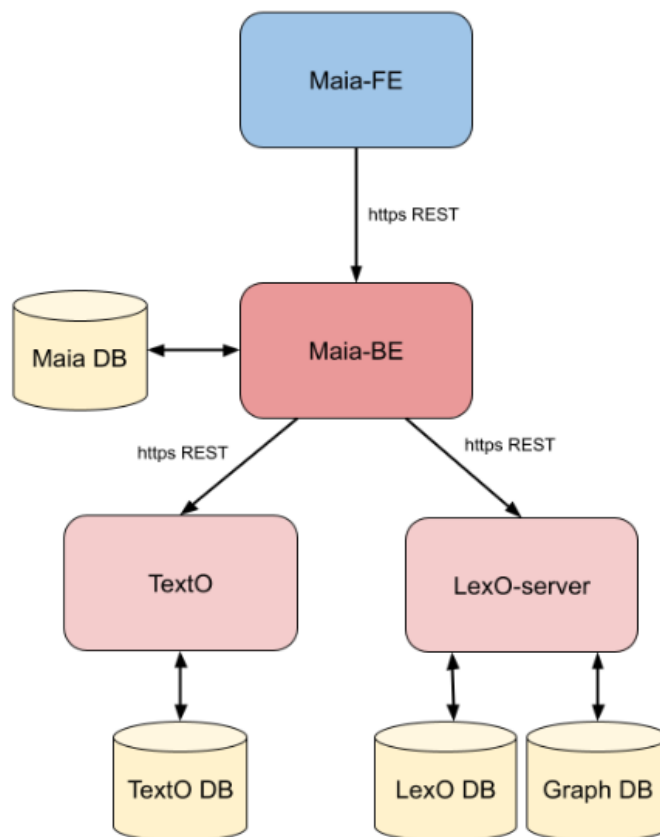 Maia-FE
https REST
Maia DB
Maia-BE
https REST
https REST
TextO
LexO-server
TextO DB
LexO DB
Graph DB